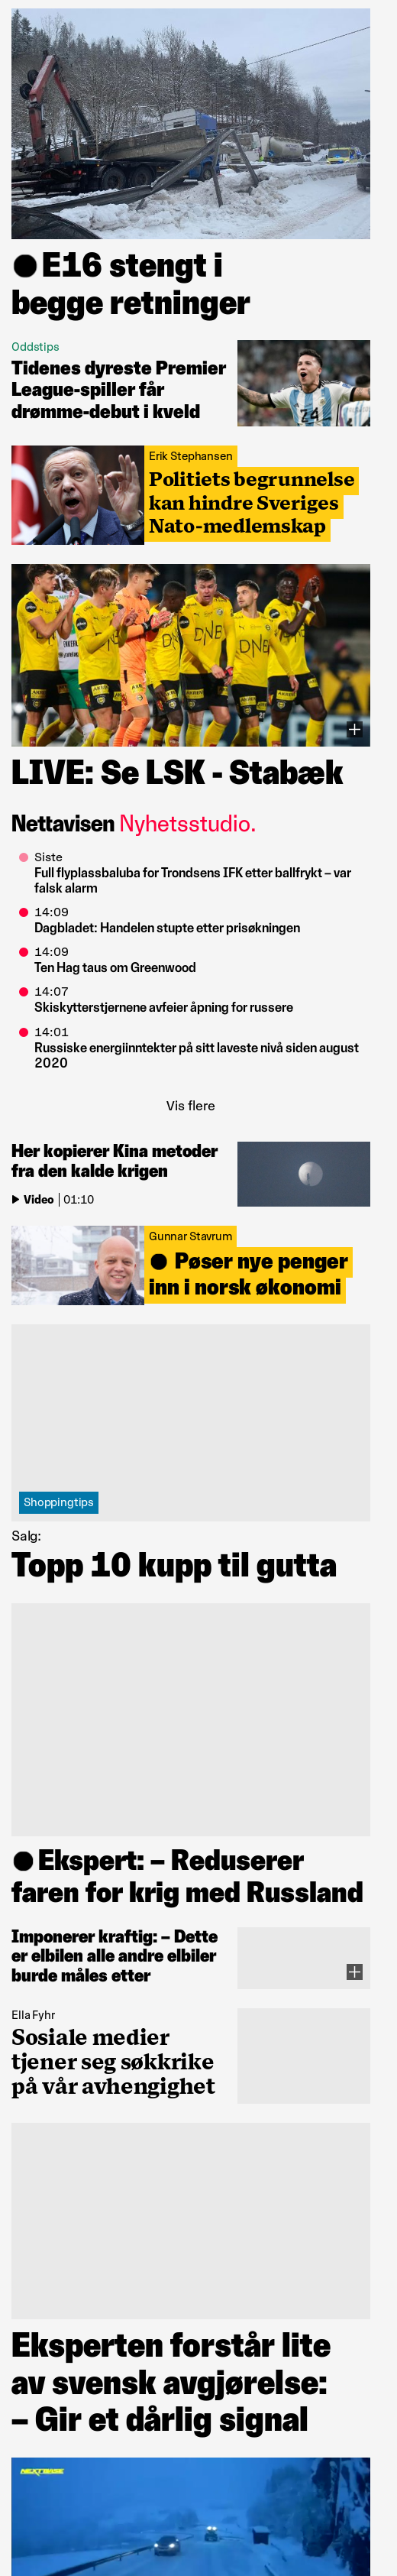 E16 stengt i
begge retninger
Oddstips
Tidenes dyreste Premier
League-spiller får
drømme-debut i kveld
24
Erik Stephansen
Politiets begrunnelse
kan hindre Sveriges
Nato-medlemskap
DNB
DNB
LIVE: Se LSK - Stabæk
Nettavisen Nyhetsstudio.
Siste
Full flyplassbaluba for Trondsens IFK etter ballfrykt – var
falsk alarm
14:09
Dagbladet: Handelen stupte etter prisøkningen
14:09
Ten Hag taus om Greenwood
14:07
Skiskytterstjernene avfeier åpning for russere
14:01
Russiske energiinntekter på sitt laveste nivå siden august
2020
Vis flere
Her kopierer Kina metoder
fra den kalde krigen
Video | 01:10
Gunnar Stavrum
Pøser nye penger
inn i norsk økonomi
Shoppingtips
Salg:
Topp 10 kupp til gutta
Ekspert: – Reduserer
faren for krig med Russland
Imponerer kraftig: – Dette
er elbilen alle andre elbiler
burde måles etter
Ella Fyhr
Sosiale medier
tjener seg søkkrike
på vår avhengighet
Eksperten forstår lite
av svensk avgjørelse:
– Gir et dårlig signal
NEXTBASE